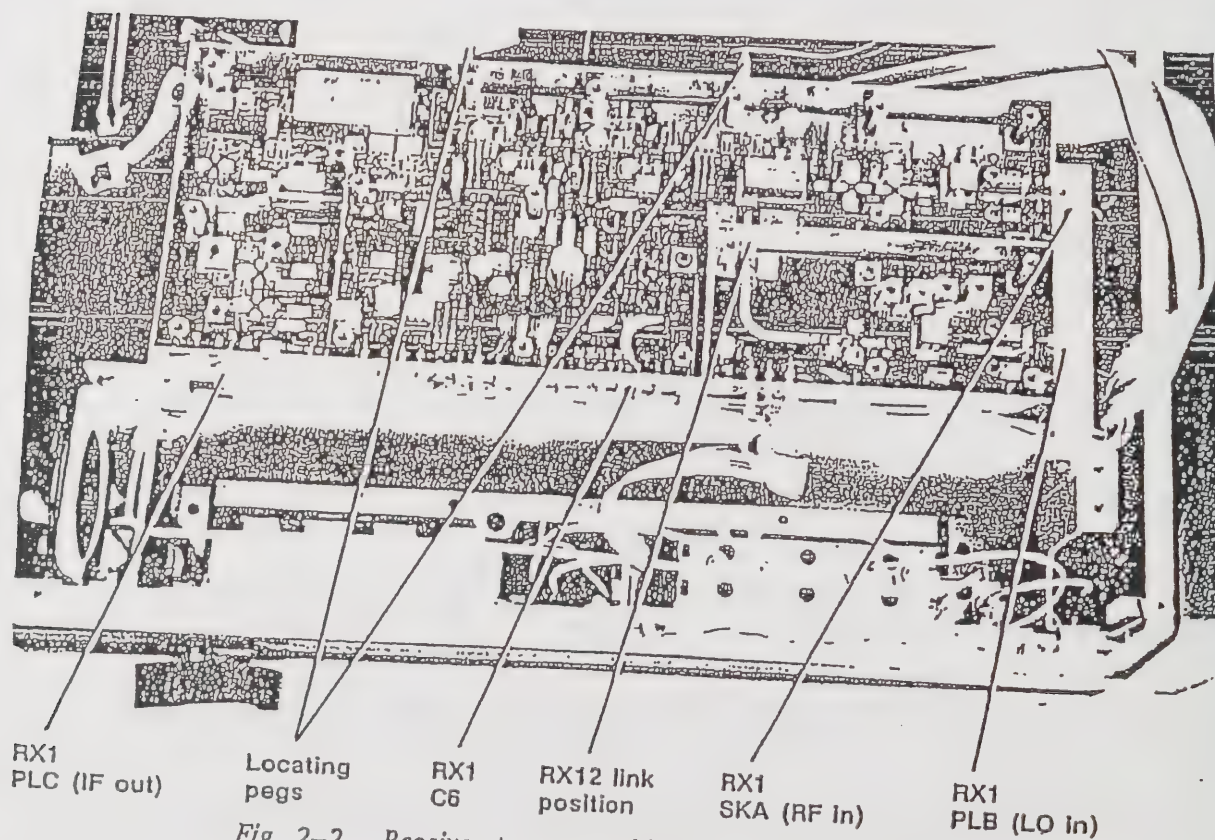 RX1
PLC (IF out)
Locating
pegs
RX1
C6
RX12 link
position
RX1
SKA (RF in)
RX1
PLB (LO in)
Fig. 2-2 Receive